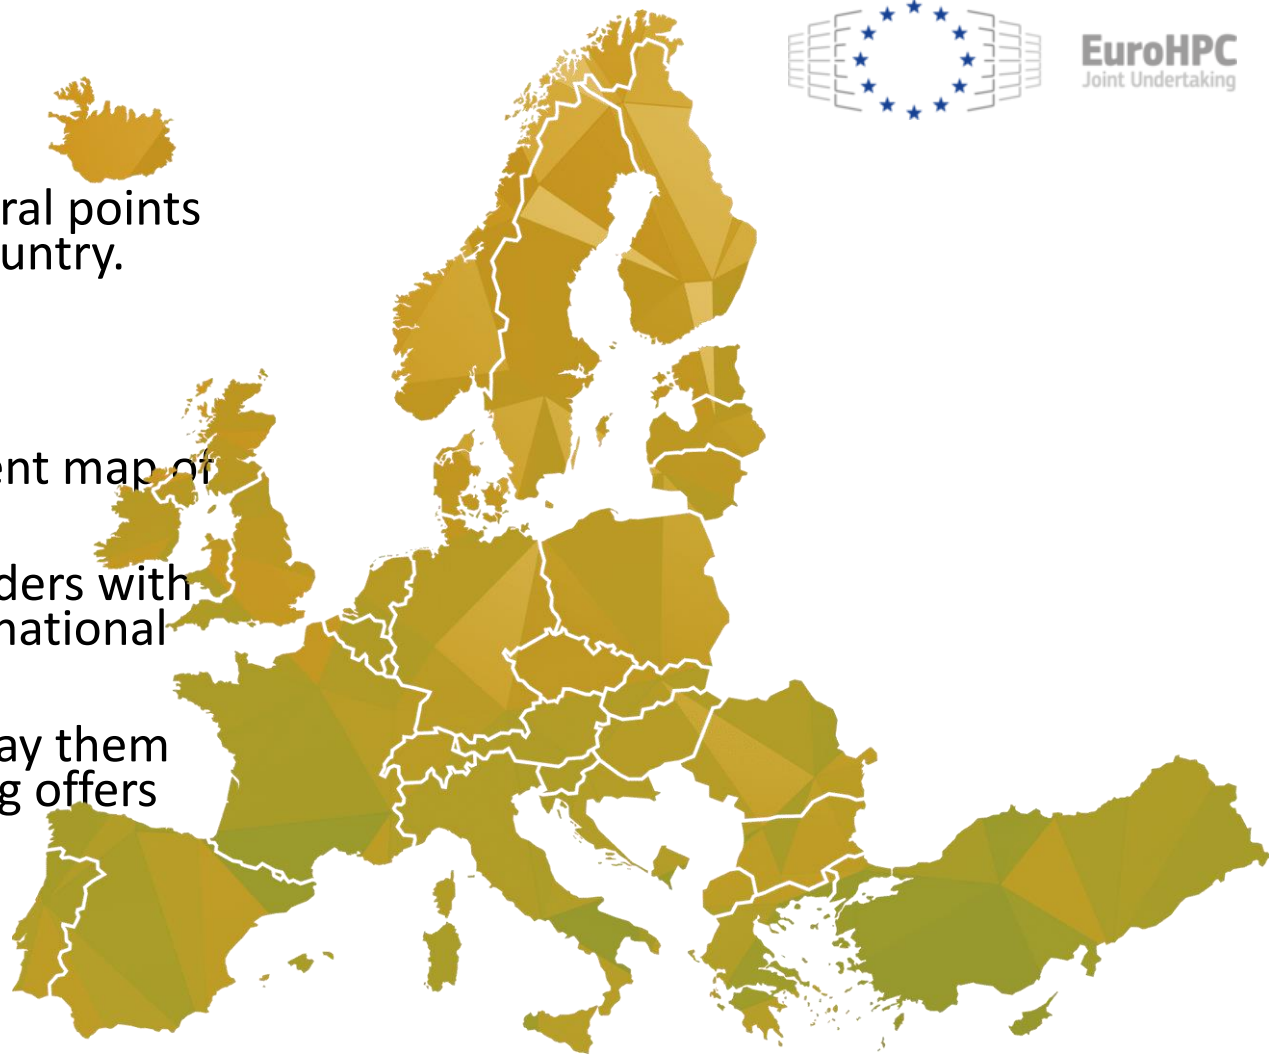 EuroHPC
Joint Undertaking
ral points
untry.
ent map of
ders with
national
ay them
g offers